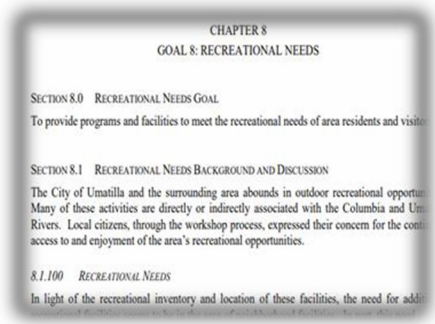 CHAPTER 8
GOAL 8: RECREATIONAL NEEDS
SECTION 8.0 RECREATIONAL NEEDS GOAL
To provide programs and facilities to meet the recreational needs of area residents and
SECTION 8.1 RECREATIONAL NEEDS BACKGROUND AND DISCUSSION
The City of Umatilla and the surrounding area abounds in outdoor recreational
Many of these activities are directly or indirectly associated with the Columbia and
Rivers. Local citizens, through the workshop process, expressed their concern for the
access to and enjoyment of the area's recreational opportunities.
8.1.100 RECREATIONAL NEEDS
In light of the recreational inventory and location of these facilities, the need for